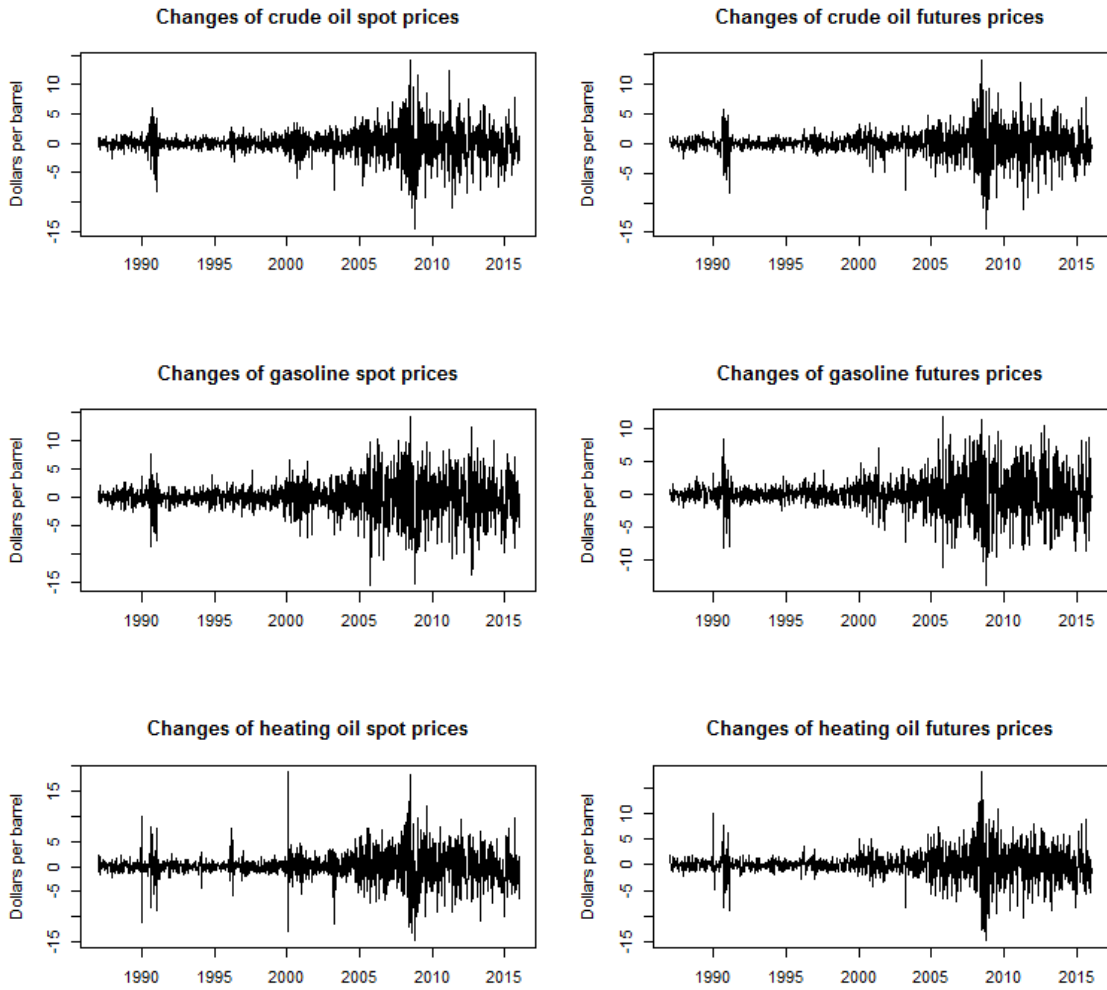 Changes of crude oil spot prices
Dollars per barrel
10
5
0
-5
-15
1990 1995 2000 2005 2010 2015
Changes of crude oil futures prices
Dollars per barrel
10
5
0
-5
-15
1990 1995 2000 2005 2010 2015
Changes of gasoline spot prices
Dollars per barrel
10
5
0
-5
-15
1990 1995 2000 2005 2010 2015
Changes of gasoline futures prices
Dollars per barrel
10
5
0
-5
-10
1990 1995 2000 2005 2010 2015
Changes of heating oil spot prices
Dollars per barrel
15
5
0
-5
-15
1990 1995 2000 2005 2010 2015
Changes of heating oil futures prices
Dollars per barrel
10
5
0
-5
-15
1990 1995 2000 2005 2010 2015